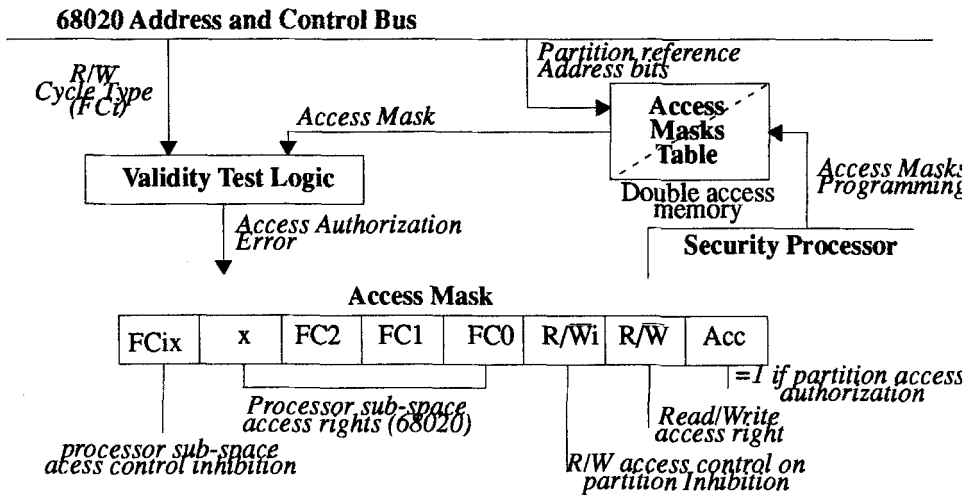 68020 Address and Control Bus
R/W
Cycle Type
(FCi)
Partition reference
Address bits
Access Mask
Access
Masks
Table
Validity Test Logic
Access Masks
Programming
Double access
memory
Access Authorization
Error
Security Processor
Access Mask
FCix x FC2 FC1 FC0 R/W̅i R/W̅ Acc
=1 if partition access
authorization
Processor sub-space
access rights (68020)
Read/Write
access right
processor sub-space
acess control inhibition
R/W access control on
partition Inhibition